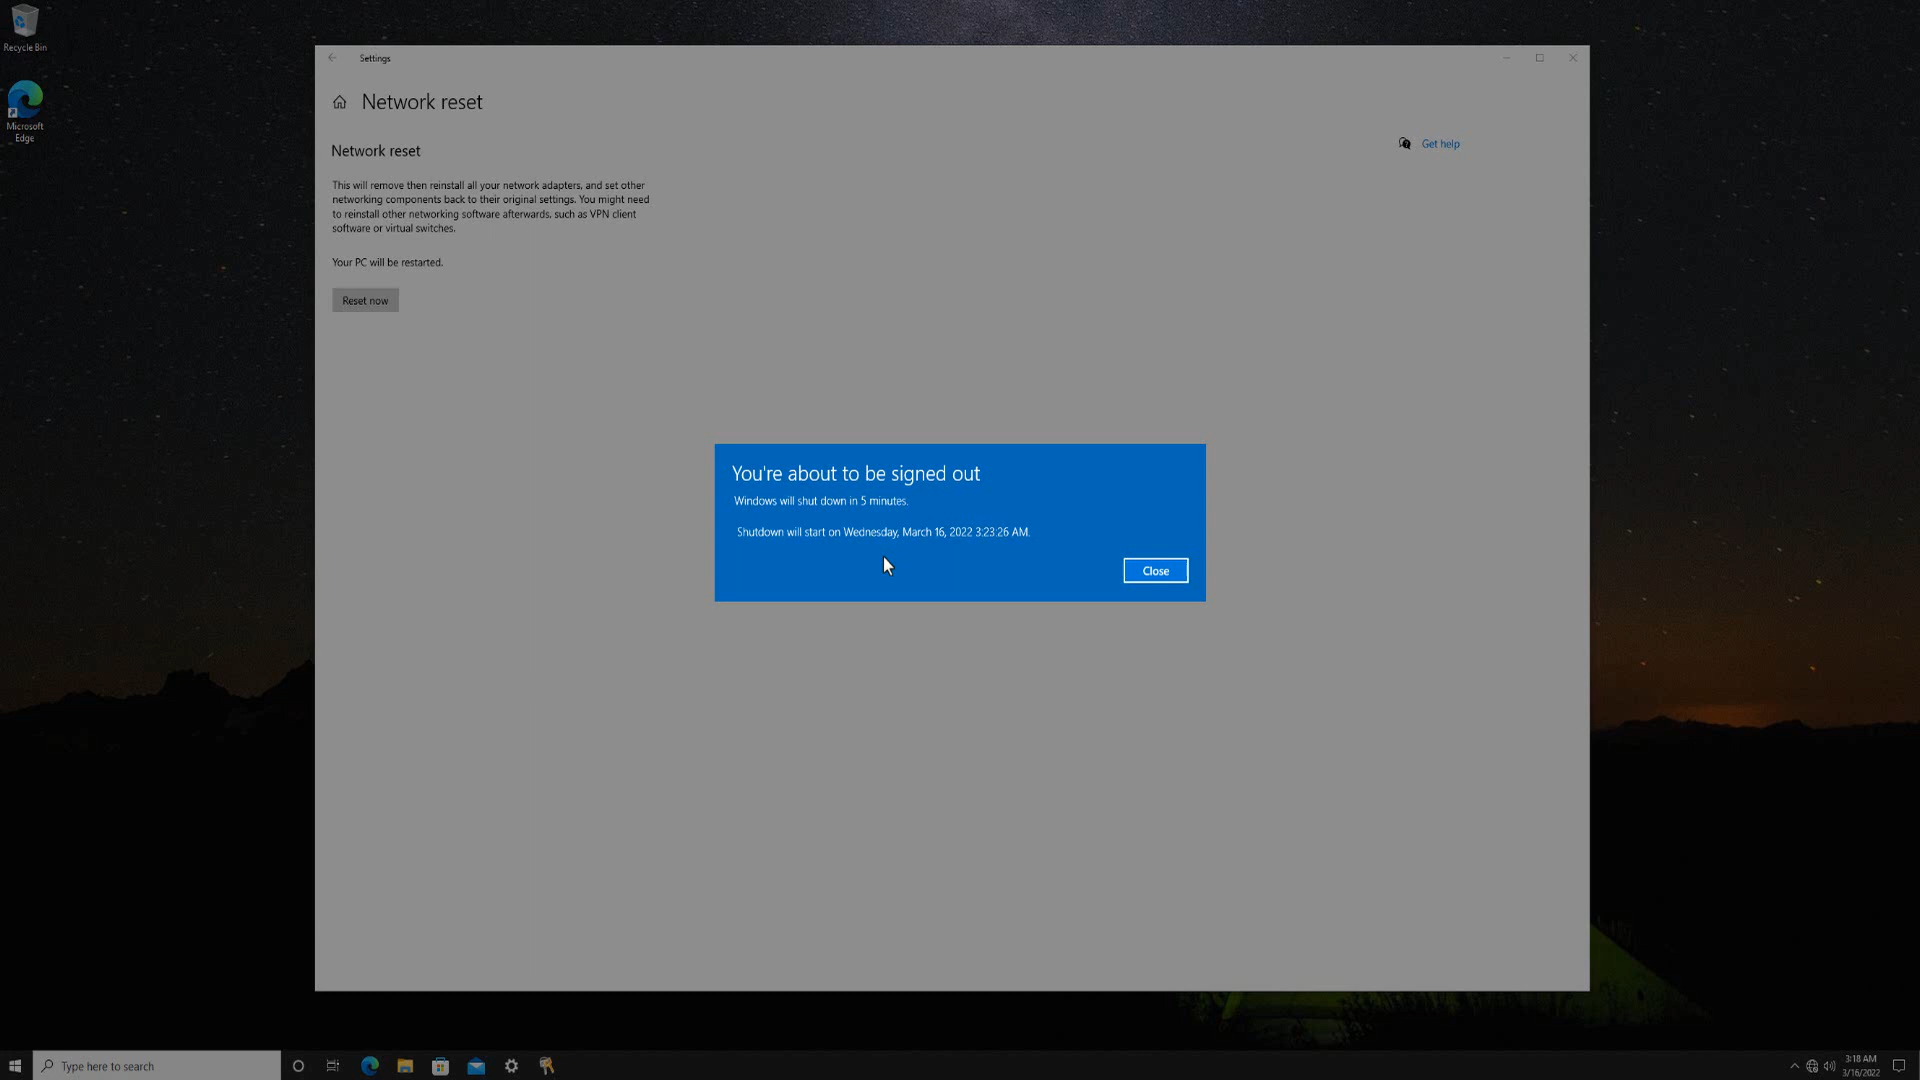 Recycle Bin
Microsoft
Edge
Settings
Network reset
Network reset
This will remove then reinstall all your network adapters, and set other
networking components back to their original settings. You might need
to reinstall other networking software afterwards, such as VPN client
software or virtual switches.
Your PC will be restarted.
Reset now
Get help
You're about to be signed out
Windows will shut down in 5 minutes.
Shutdown will start on Wednesday, March 16, 2022 3:23:26 AM.
Close
Type here to search
3:18 AM
3/16/2022